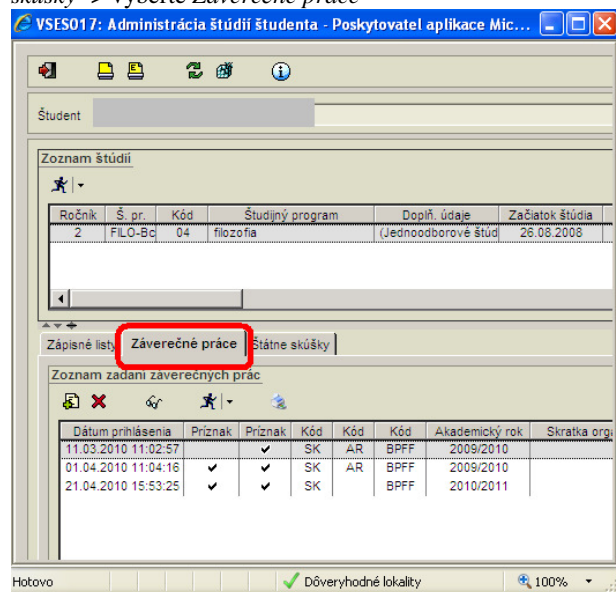 skúšky -> Vyberte Záverečné práce
VSES017: Administrácia štúdií študenta - Poskytovatel aplikace Mic...
Študent
Zoznam štúdií
Ročník Š. pr. Kód Študijný program Doplň. údaje Začiatok štúdia
2 FILO-Bc 04 filozofia (Jednoodborové štúd 26.08.2008
Zápisné listy Záverečné práce Štátne skúšky
Zoznam zadaní záverečných prác
Dátum prihlásenia Príznak Príznak Kód Kód Kód Akademický rok Skratka orga
11.03.2010 11:02:57 ✔ SK AR BPFF 2009/2010
01.04.2010 11:04:16 ✔ ✔ SK AR BPFF 2009/2010
21.04.2010 15:53:25 ✔ ✔ SK BPFF 2010/2011
Hotovo Dôveryhodné lokality 100%